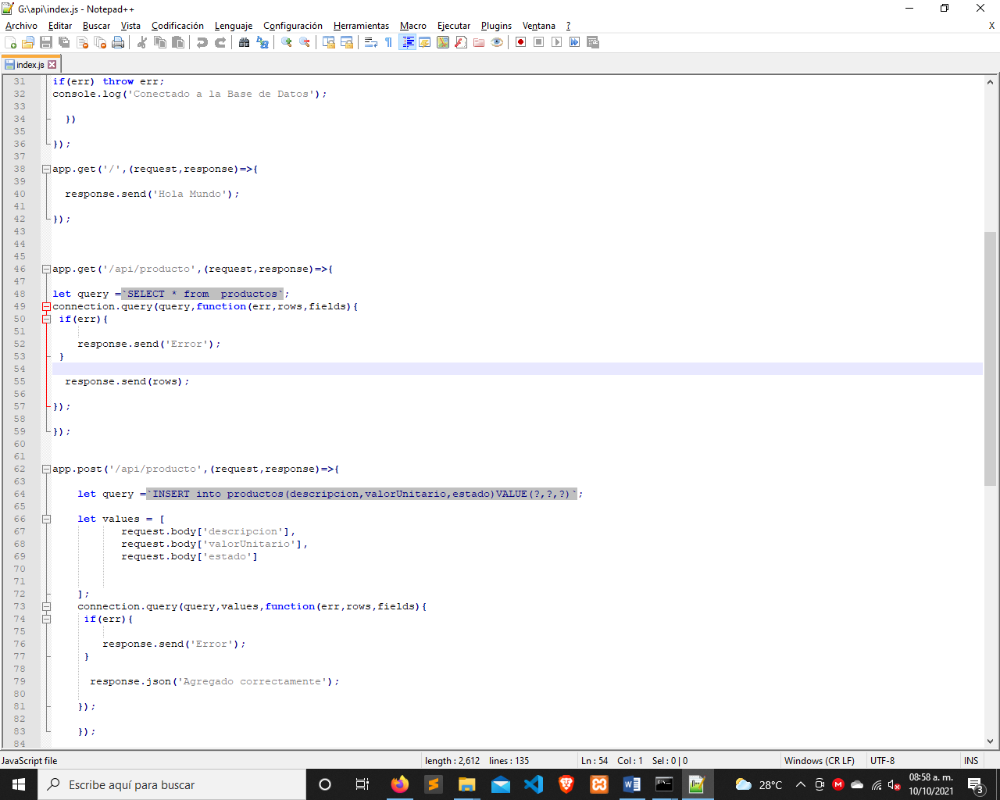 G:\api\index.js - Notepad++
Archivo Editar Buscar Vista Codificación Lenguaje Configuración Herramientas Macro Ejecutar Plugins Ventana ? X
index.js
31 if(err) throw err;
32 console.log('Conectado a la Base de Datos');
33
34 })
35
36 });
37
38 app.get('/',(request,response)=>{
39
40 response.send('Hola Mundo');
41
42 });
43
44
45
46 app.get('/api/producto',(request,response)=>{
47
48 let query =`SELECT * from  productos`;
49 connection.query(query,function(err,rows,fields){
50 if(err){
51
52 response.send('Error');
53 }
54
55 response.send(rows);
56
57 });
58
59 });
60
61
62 app.post('/api/producto',(request,response)=>{
63
64 let query =`INSERT into productos(descripcion,valorUnitario,estado)VALUE(?,?,?)`;
65
66 let values = [
67 request.body['descripcion'],
68 request.body['valorUnitario'],
69 request.body['estado']
70
71
72 ];
73 connection.query(query,values,function(err,rows,fields){
74 if(err){
75
76 response.send('Error');
77 }
78
79 response.json('Agregado correctamente');
80
81 });
82
83 });
84
JavaScript file length : 2,612 lines : 135 Ln : 54 Col : 1 Sel : 0 | 0 Windows (CR LF) UTF-8 INS
Escribe aquí para buscar 28°C 08:58 a. m.
10/10/2021 3